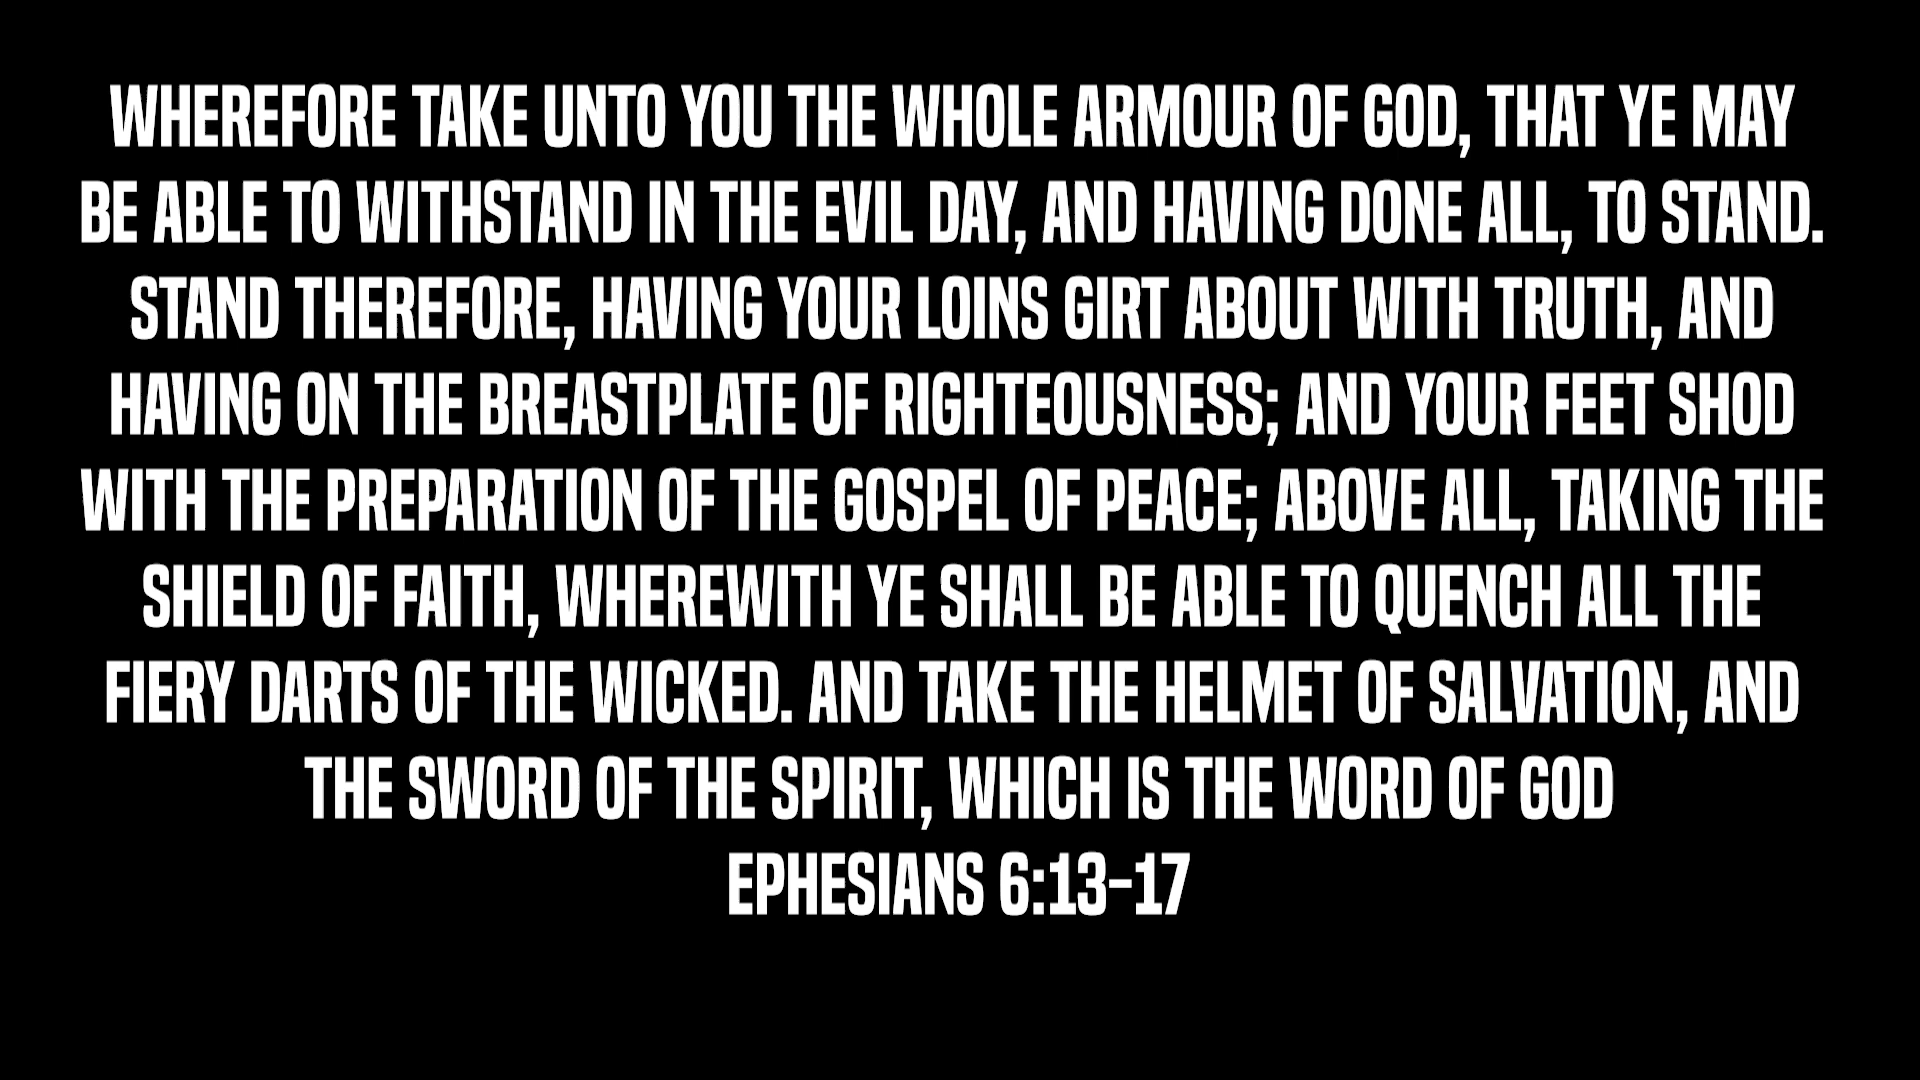 WHEREFORE TAKE UNTO YOU THE WHOLE ARMOUR OF GOD, THAT YE MAY
BE ABLE TO WITHSTAND IN THE EVIL DAY, AND HAVING DONE ALL, TO STAND.
STAND THEREFORE, HAVING YOUR LOINS GIRT ABOUT WITH TRUTH, AND
HAVING ON THE BREASTPLATE OF RIGHTEOUSNESS; AND YOUR FEET SHOD
WITH THE PREPARATION OF THE GOSPEL OF PEACE; ABOVE ALL, TAKING THE
SHIELD OF FAITH, WHEREWITH YE SHALL BE ABLE TO QUENCH ALL THE
FIERY DARTS OF THE WICKED. AND TAKE THE HELMET OF SALVATION, AND
THE SWORD OF THE SPIRIT, WHICH IS THE WORD OF GOD
EPHESIANS 6:13-17